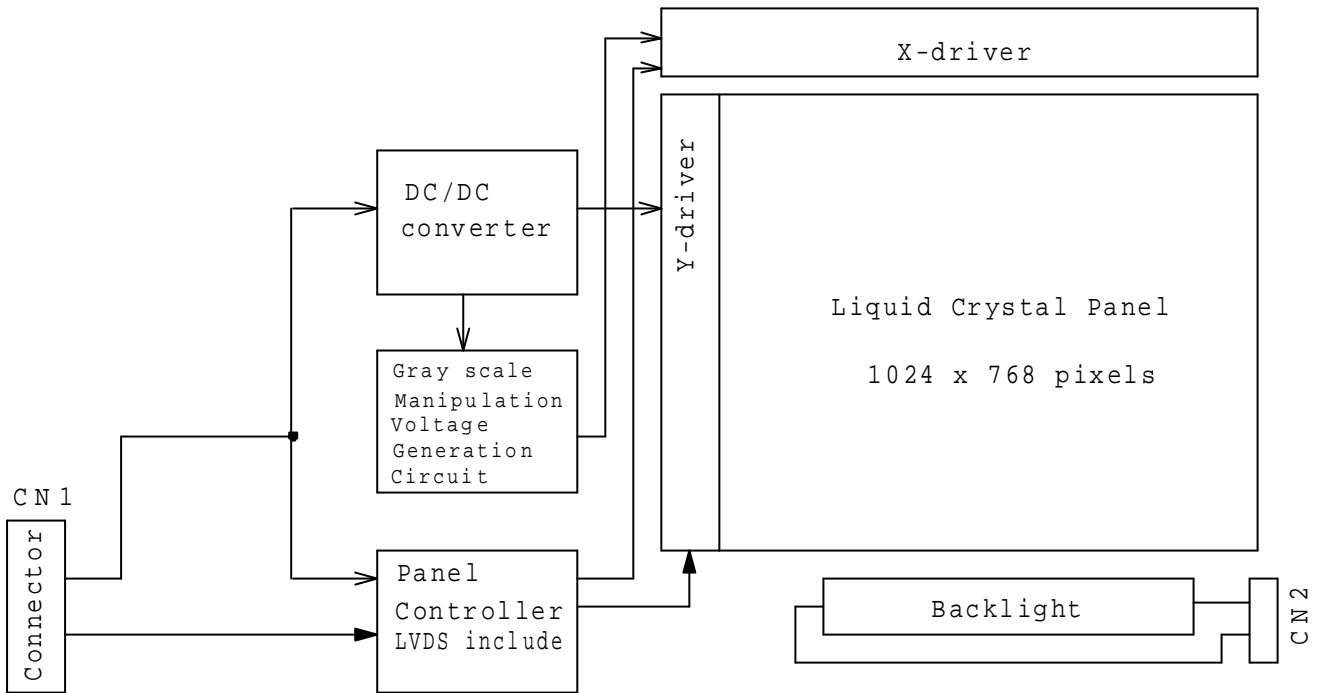 X-driver
Y-driver
DC/DC
converter
Liquid Crystal Panel
1024 x 768 pixels
Gray scale
Manipulation
Voltage
Generation
Circuit
CN1
Connector
Panel
Controller
LVDS include
Backlight
CN2